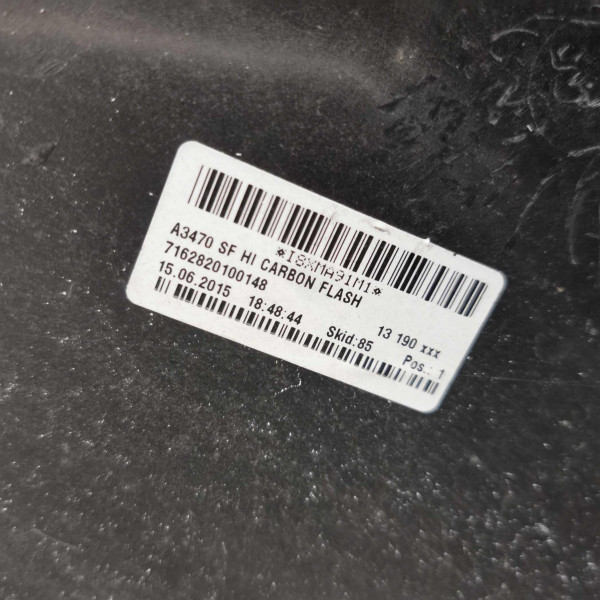 *I8XMA9IM1*
A3470 SF HI CARBON FLASH
7162820100148 13 190 xxx
15.06.2015 18:48:44 Skid:85 Pos.: 1